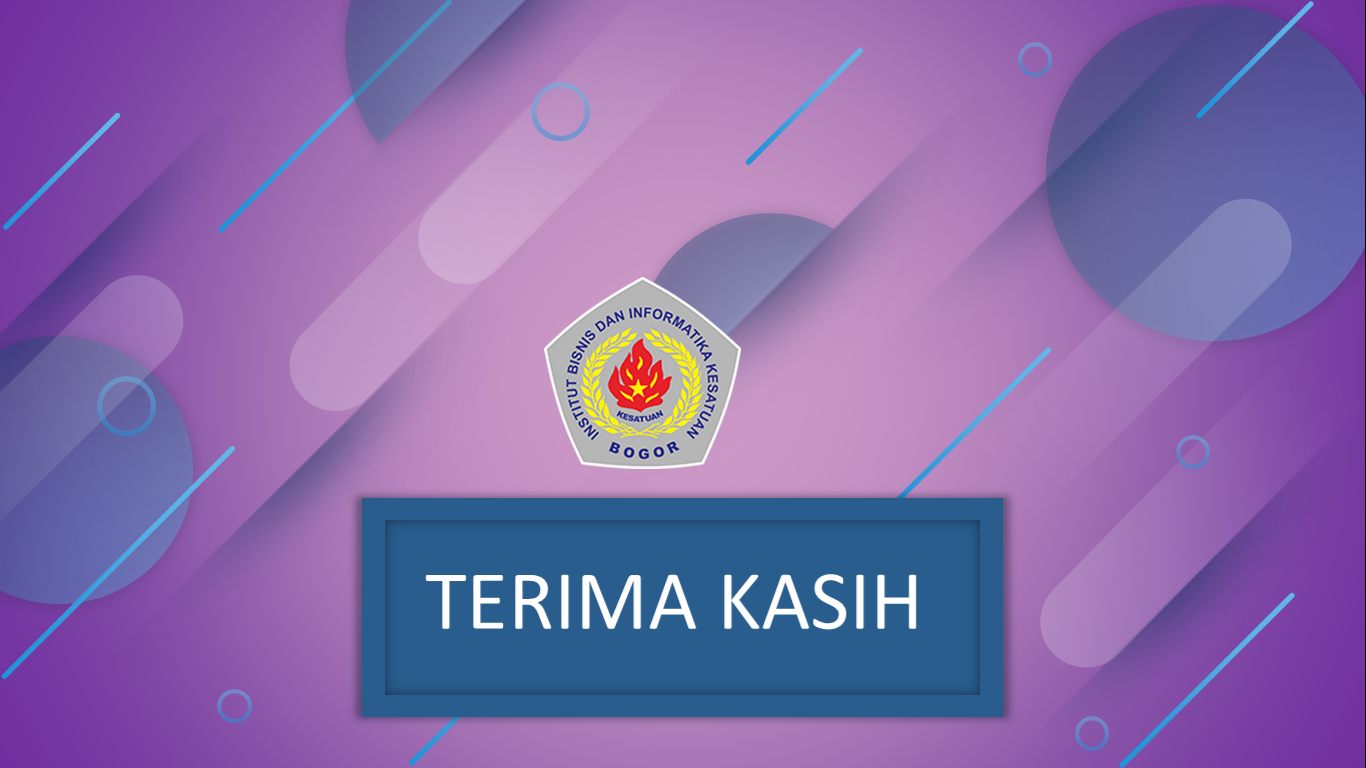 INSTITUT BISNIS DAN INFORMATIKA KESATUAN
KESATUAN
BOGOR
TERIMA KASIH